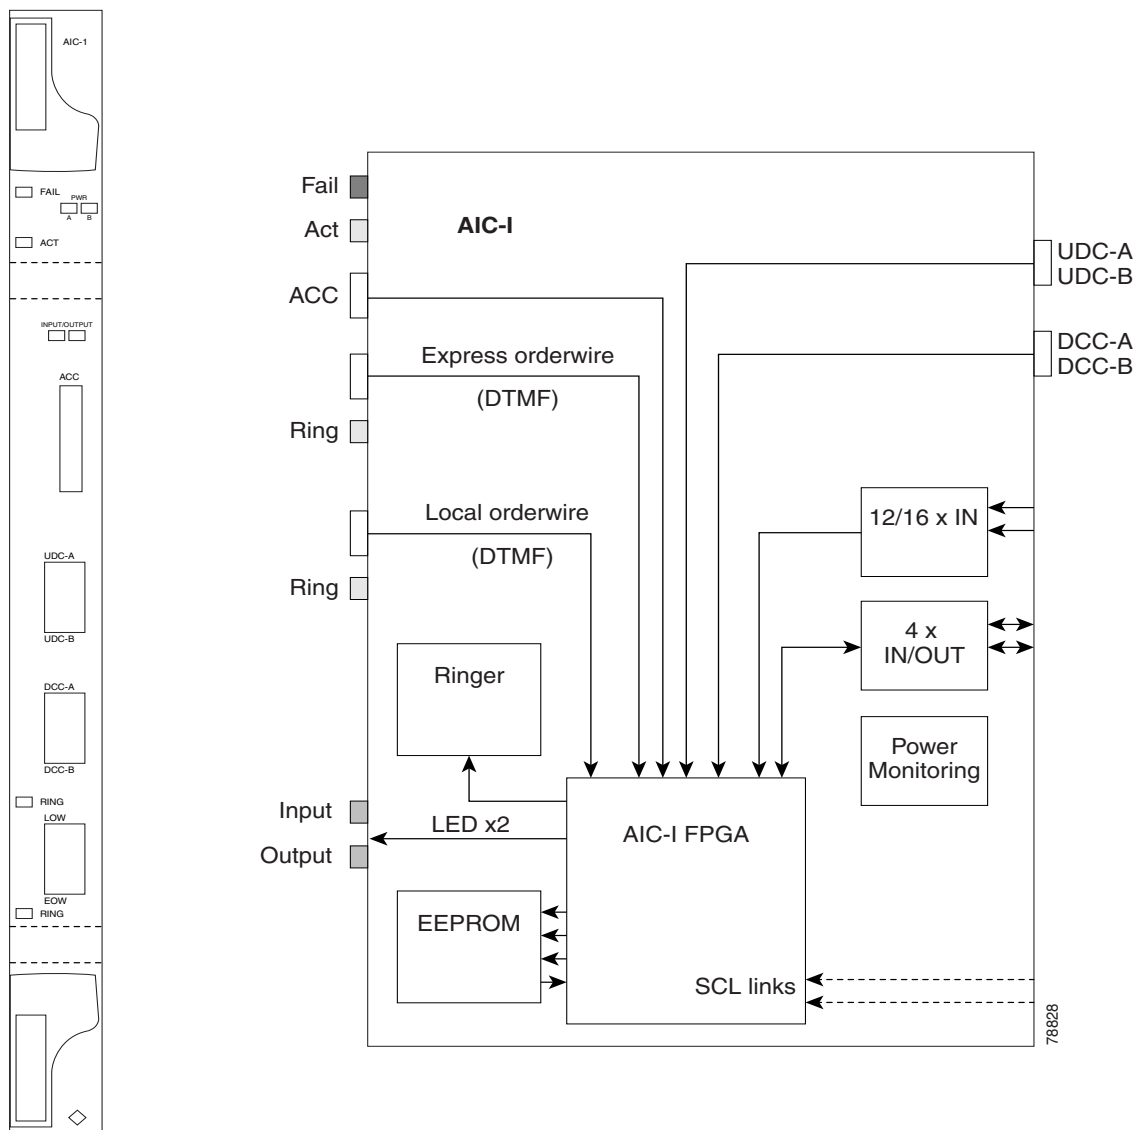 AIC-1
FAIL
PWR
A B
ACT
INPUT/OUTPUT
ACC
UDC-A
UDC-B
DCC-A
DCC-B
RING
LOW
EOW
RING
Fail
Act
AIC-I
ACC
UDC-A
UDC-B
DCC-A
DCC-B
Express orderwire
(DTMF)
Ring
Local orderwire
(DTMF)
Ring
12/16 x IN
4 x
IN/OUT
Ringer
Power
Monitoring
Input
LED x2
Output
AIC-I FPGA
EEPROM
SCL links
78828